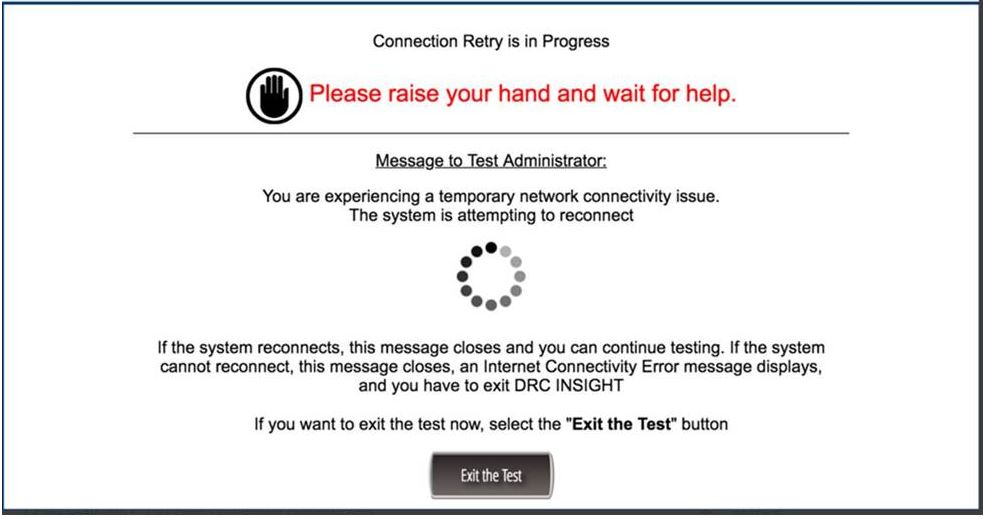 Connection Retry is in Progress
Please raise your hand and wait for help.
Message to Test Administrator:
You are experiencing a temporary network connectivity issue.
The system is attempting to reconnect
If the system reconnects, this message closes and you can continue testing. If the system
cannot reconnect, this message closes, an Internet Connectivity Error message displays,
and you have to exit DRC INSIGHT
If you want to exit the test now, select the "Exit the Test" button
Exit the Test